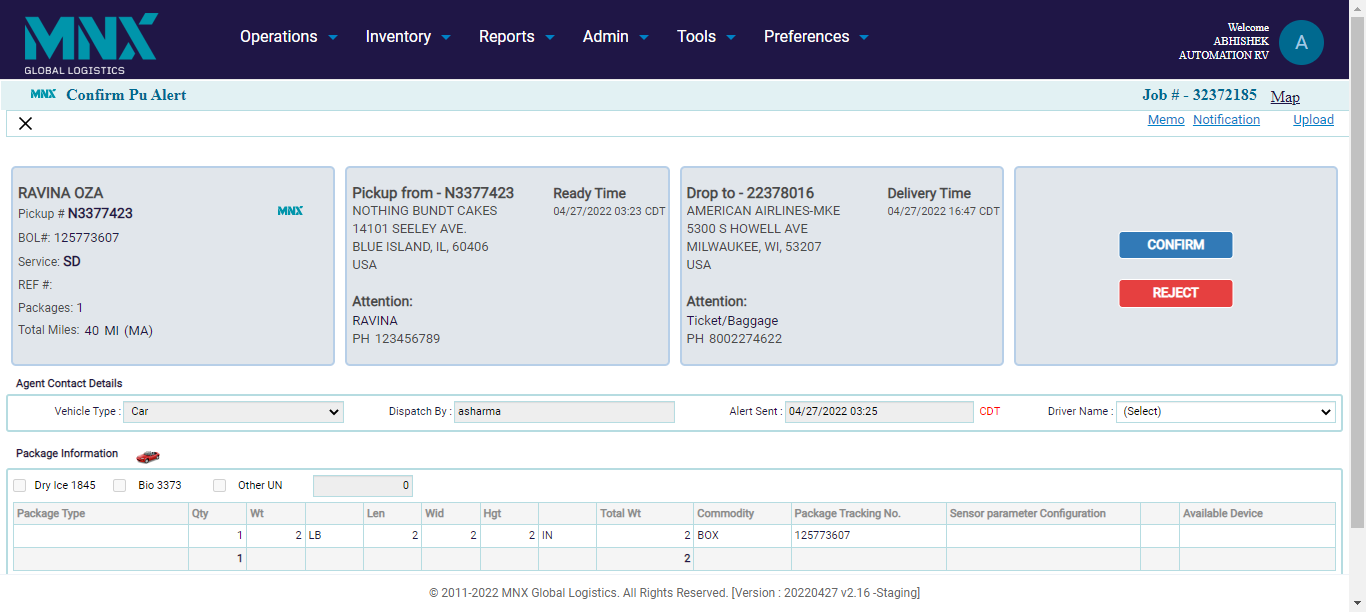 MNX
GLOBAL LOGISTICS
Operations Inventory Reports Admin Tools Preferences
Welcome
ABHISHEK
AUTOMATION RV
A
MNX Confirm Pu Alert
Job # - 32372185 Map
Memo Notification Upload
RAVINA OZA
Pickup # N3377423
MNX
BOL#: 125773607
Service: SD
REF #:
Packages: 1
Total Miles: 40 MI (MA)
Pickup from - N3377423 Ready Time
NOTHING BUNDT CAKES 04/27/2022 03:23 CDT
14101 SEELEY AVE.
BLUE ISLAND, IL, 60406
USA
Attention:
RAVINA
PH 123456789
Drop to - 22378016 Delivery Time
AMERICAN AIRLINES-MKE 04/27/2022 16:47 CDT
5300 S HOWELL AVE
MILWAUKEE, WI, 53207
USA
Attention:
Ticket/Baggage
PH 8002274622
CONFIRM
REJECT
Agent Contact Details
Vehicle Type : Car Dispatch By : asharma Alert Sent : 04/27/2022 03:25 CDT Driver Name : (Select)
Package Information
Dry Ice 1845 Bio 3373 Other UN 0
Package Type Qty Wt Len Wid Hgt Total Wt Commodity Package Tracking No. Sensor parameter Configuration Available Device
1 2 LB 2 2 2 IN 2 BOX 125773607
1 2
© 2011-2022 MNX Global Logistics. All Rights Reserved. [Version : 20220427 v2.16 -Staging]